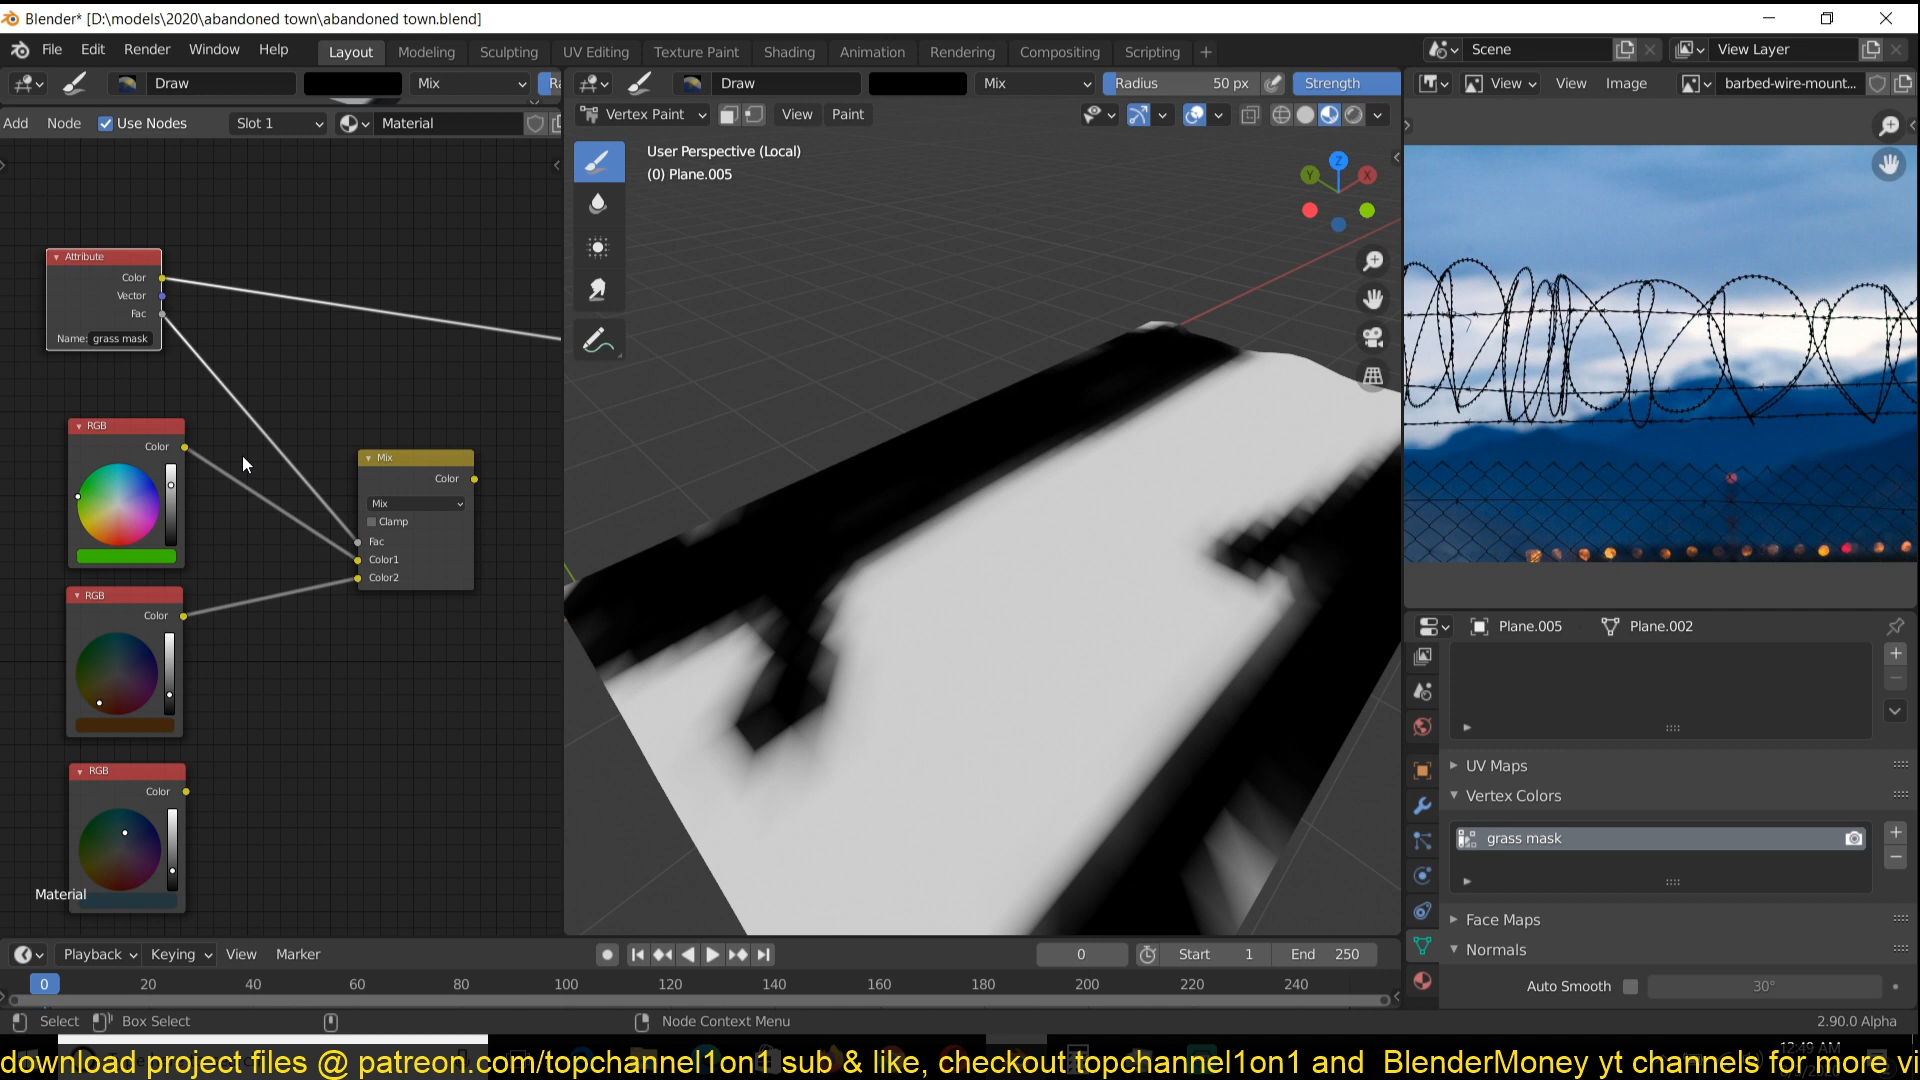 Blender* [D:\models\2020\abandoned town\abandoned town.blend]
File Edit Render Window Help
Layout Modeling Sculpting UV Editing Texture Paint Shading Animation Rendering Compositing Scripting +
Scene
View Layer
Draw
Mix
Draw
Mix
Radius 50 px
Strength
View
View Image
barbed-wire-mount...
Add Node Use Nodes
Slot 1
Material
Vertex Paint
View Paint
User Perspective (Local)
(0) Plane.005
Z
Y
X
Attribute
Color
Vector
Fac
Name: grass mask
RGB
Color
Mix
Color
Mix
Clamp
Fac
Color1
Color2
RGB
Color
RGB
Color
Material
Plane.005
Plane.002
UV Maps
Vertex Colors
grass mask
Face Maps
Normals
Auto Smooth
30°
Playback Keying View Marker
0
Start 1
End 250
0 20 40 60 80 100 120 140 160 180 200 220 240
Select
Box Select
Node Context Menu
2.90.0 Alpha
12:49 AM
download project files @ patreon.com/topchannel1on1 sub & like, checkout topchannel1on1 and BlenderMoney yt channels for more vi